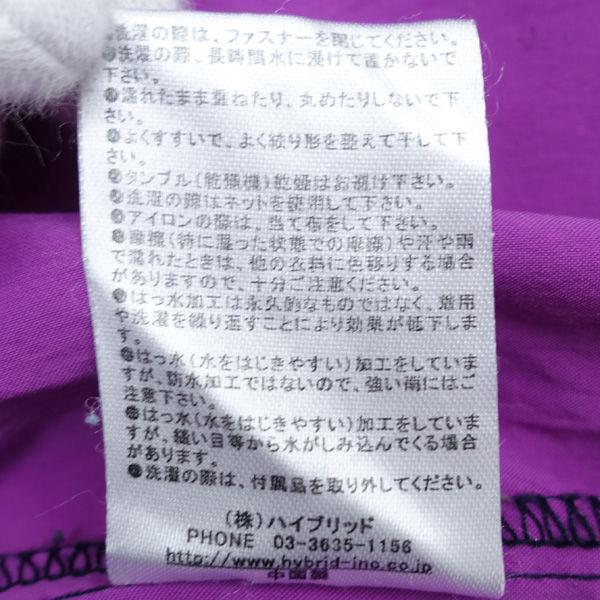 ●洗濯の際は、ファスナーを閉じてください。
●洗濯の際、長時間水に浸けて置かないで
下さい。
●濡れたまま重ねたり、丸めたりしないで下
さい。
●よくすすいで、よく絞り形を整えて干して下
さい。
●タンブル(乾燥機)乾燥はお避け下さい。
●洗濯の際はネットを使用して下さい。
●アイロンの際は、当て布をして下さい。
●摩擦(特に湿った状態での摩擦)や汗や雨
で濡れたときは、他の衣料に色移りする場合
がありますので、十分ご注意ください。
●はっ水加工は永久的なものではなく、着用
や洗濯を繰り返すことにより効果が低下しま
す。
●はっ水(水をはじきやすい)加工をしていま
すが、防水加工ではないので、強い雨にはご
注意下さい。
●はっ水(水をはじきやすい)加工をしていま
すが、縫い目等から水がしみ込んでくる場合
があります。
●洗濯の際は、付属品を取り外してください。
(株)ハイブリッド
PHONE 03-3635-1156
http://www.hybrid-inc.co.jp